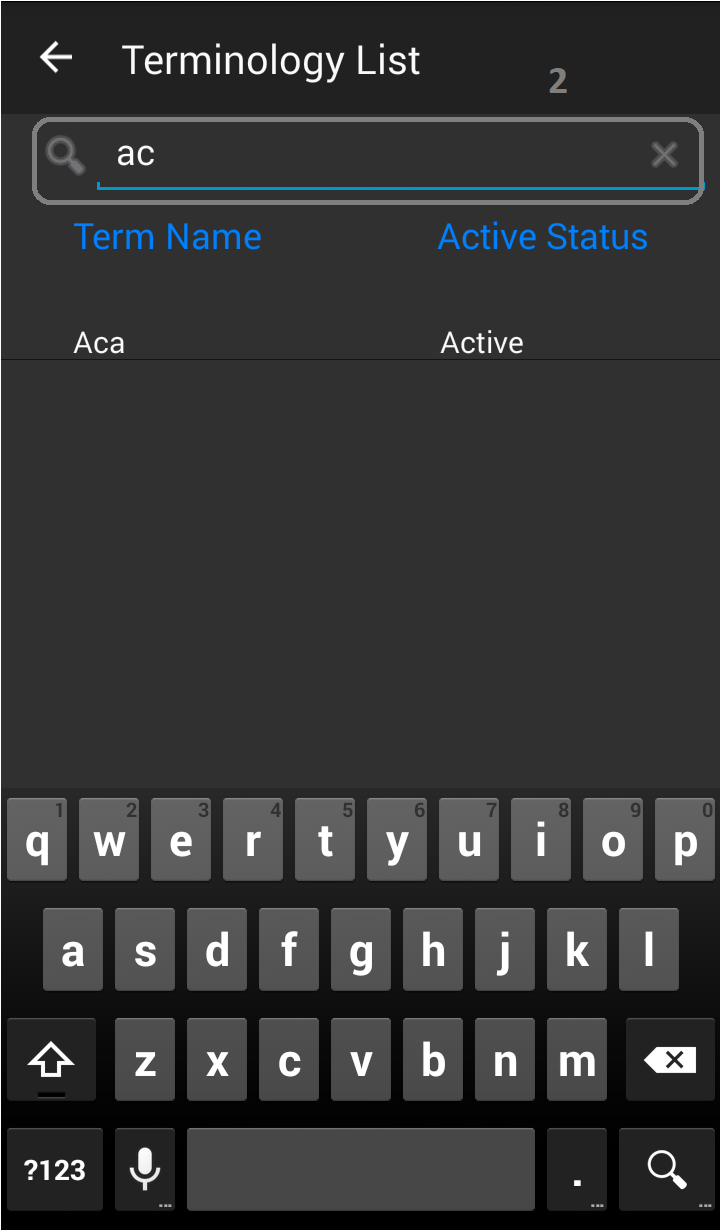 Terminology List
2
ac
Term Name Active Status
Aca Active
1 2 3 4 5 6 7 8 9 0
q w e r t y u i o p
a s d f g h j k l
z x c v b n m
?123 . ...